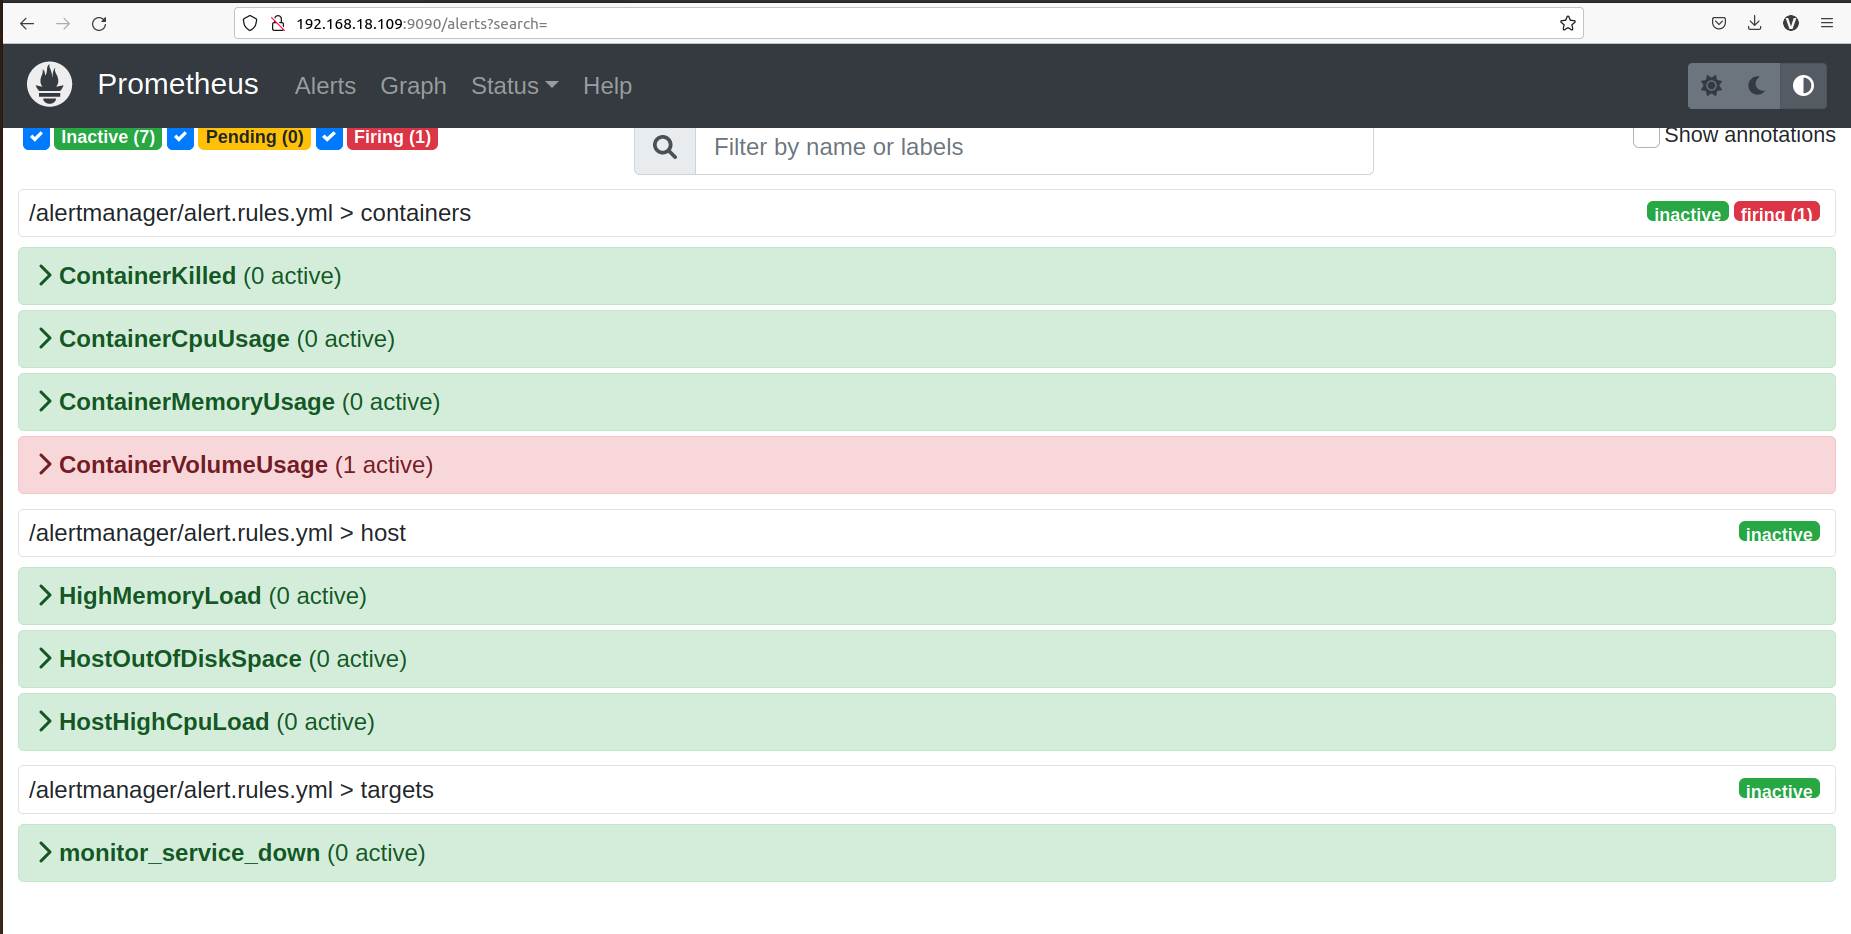 192.168.18.109:9090/alerts?search=
Prometheus Alerts Graph Status Help
Inactive (7) Pending (0) Firing (1) Filter by name or labels Show annotations
/alertmanager/alert.rules.yml > containers inactive firing (1)
ContainerKilled (0 active)
ContainerCpuUsage (0 active)
ContainerMemoryUsage (0 active)
ContainerVolumeUsage (1 active)
/alertmanager/alert.rules.yml > host inactive
HighMemoryLoad (0 active)
HostOutOfDiskSpace (0 active)
HostHighCpuLoad (0 active)
/alertmanager/alert.rules.yml > targets inactive
monitor_service_down (0 active)